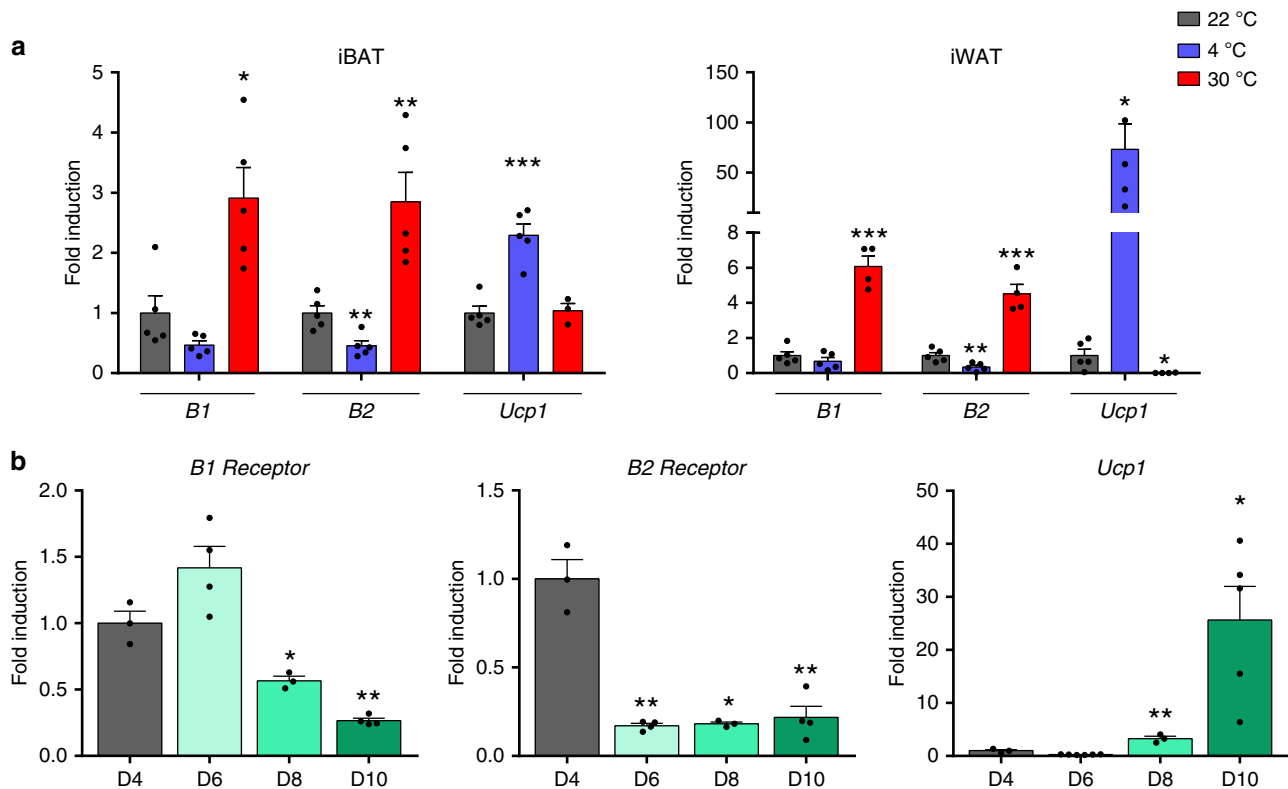 22 °C
4 °C
30 °C
a
iBAT
iWAT
Fold induction
5
4
3
2
1
0
*
**
**
***
B1
B2
Ucp1
Fold induction
150
100
50
8
6
4
2
0
***
**
***
*
*
B1
B2
Ucp1
b
B1 Receptor
B2 Receptor
Ucp1
Fold induction
2.0
1.5
1.0
0.5
0.0
*
**
D4
D6
D8
D10
Fold induction
1.5
1.0
0.5
0.0
**
*
**
D4
D6
D8
D10
Fold induction
50
40
30
20
10
0
**
*
D4
D6
D8
D10